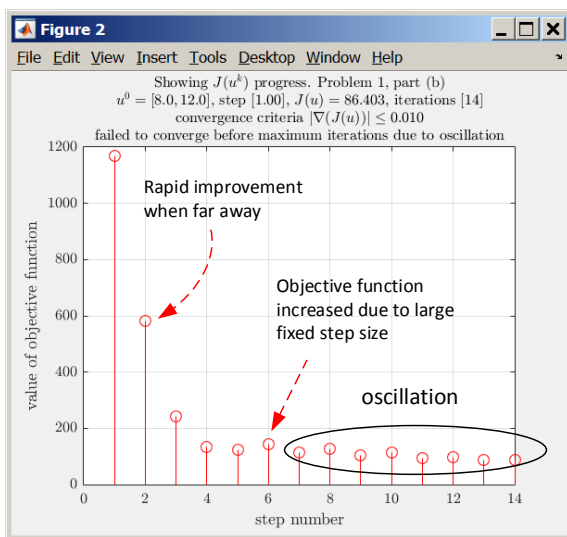 Figure 2
File Edit View Insert Tools Desktop Window Help
Showing J(u^k) progress. Problem 1, part (b)
u^0 = [8.0, 12.0], step [1.00], J(u) = 86.403, iterations [14]
convergence criteria |∇(J(u))| ≤ 0.010
failed to converge before maximum iterations due to oscillation
1200
1000
800
600
400
200
0
value of objective function
Rapid improvement
when far away
Objective function
increased due to large
fixed step size
oscillation
0 2 4 6 8 10 12 14
step number